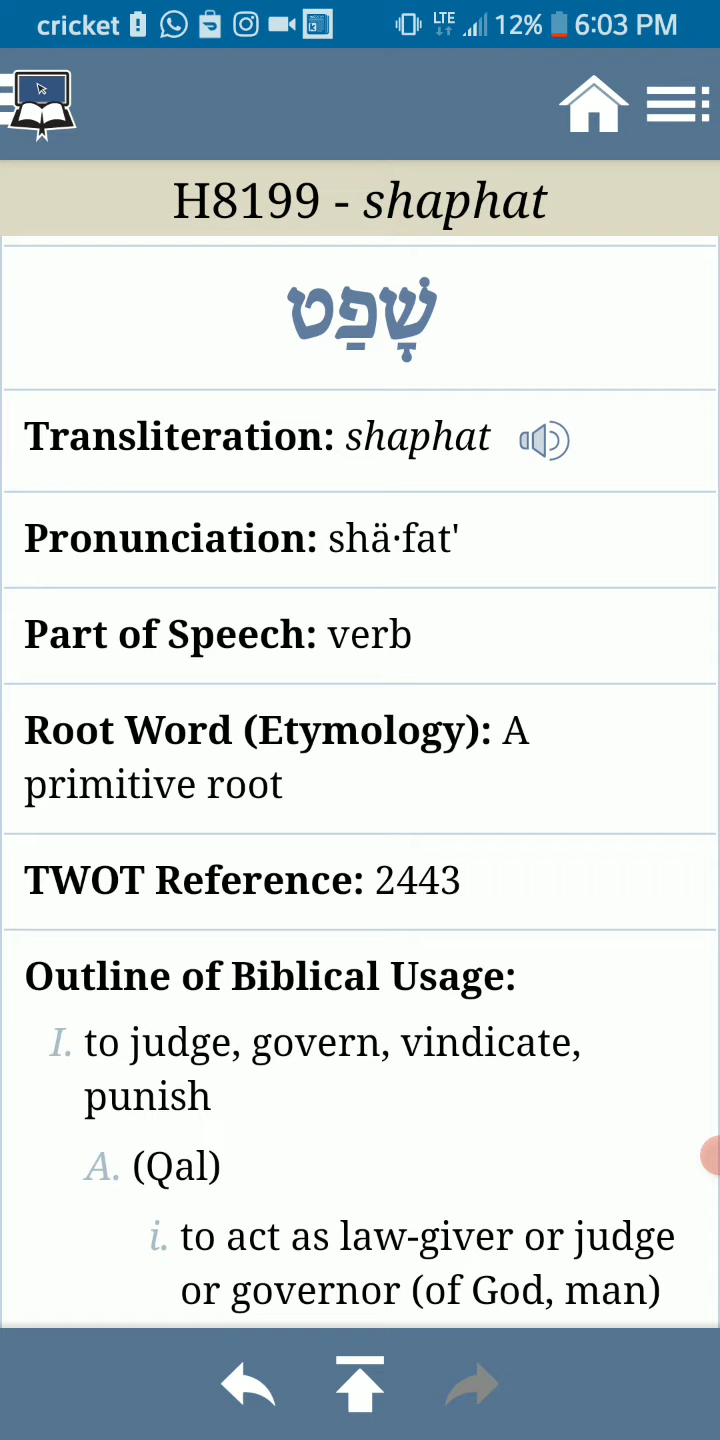 cricket LTE 12% 6:03 PM
H8199 - shaphat
שָׁפַט
Transliteration: shaphat
Pronunciation: shä·fat'
Part of Speech: verb
Root Word (Etymology): A
primitive root
TWOT Reference: 2443
Outline of Biblical Usage:
I. to judge, govern, vindicate,
punish
A. (Qal)
i. to act as law-giver or judge
or governor (of God, man)